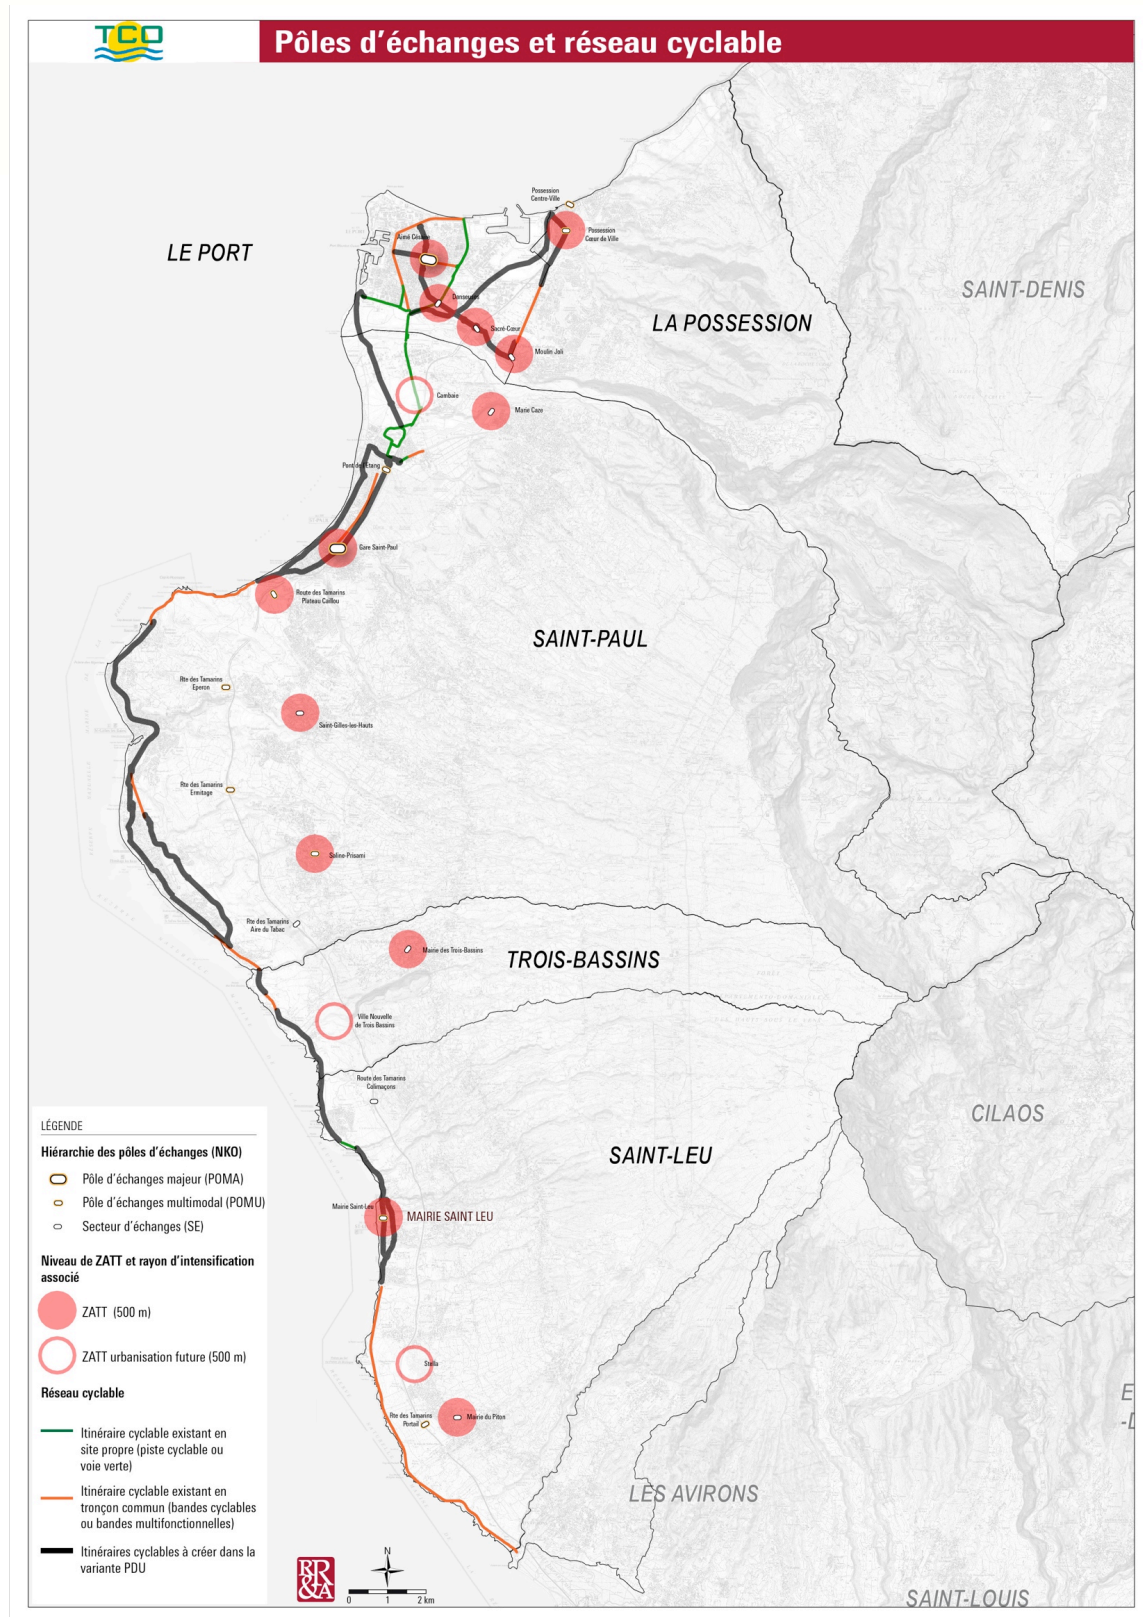 TCO
Pôles d'échanges et réseau cyclable
Possession
Centre-Ville
Possession
Cœur de Ville
Aimé Césaire
LE PORT
SAINT-DENIS
Danseuses
LA POSSESSION
Sacré-Cœur
Moulin Joli
Cambaie
Marie Caze
Pont de l'Etang
Gare Saint-Paul
Route des Tamarins
Plateau Caillou
SAINT-PAUL
Rte des Tamarins
Eperon
Saint-Gilles-les-Hauts
Rte des Tamarins
Ermitage
Saline-Prisami
Rte des Tamarins
Aire du Tabac
Mairie des Trois-Bassins
TROIS-BASSINS
Ville Nouvelle
de Trois Bassins
Route des Tamarins
Colimaçons
CILAOS
SAINT-LEU
Mairie Saint-Leu
MAIRIE SAINT LEU
Stella
Rte des Tamarins
Portail
Mairie du Piton
LES AVIRONS
SAINT-LOUIS
LÉGENDE
Hiérarchie des pôles d'échanges (NKO)
Pôle d'échanges majeur (POMA)
Pôle d'échanges multimodal (POMU)
Secteur d'échanges (SE)
Niveau de ZATT et rayon d'intensification
associé
ZATT (500 m)
ZATT urbanisation future (500 m)
Réseau cyclable
Itinéraire cyclable existant en
site propre (piste cyclable ou
voie verte)
Itinéraire cyclable existant en
tronçon commun (bandes cyclables
ou bandes multifonctionnelles)
Itinéraires cyclables à créer dans la
variante PDU
RR
&A
N
0 1 2 km